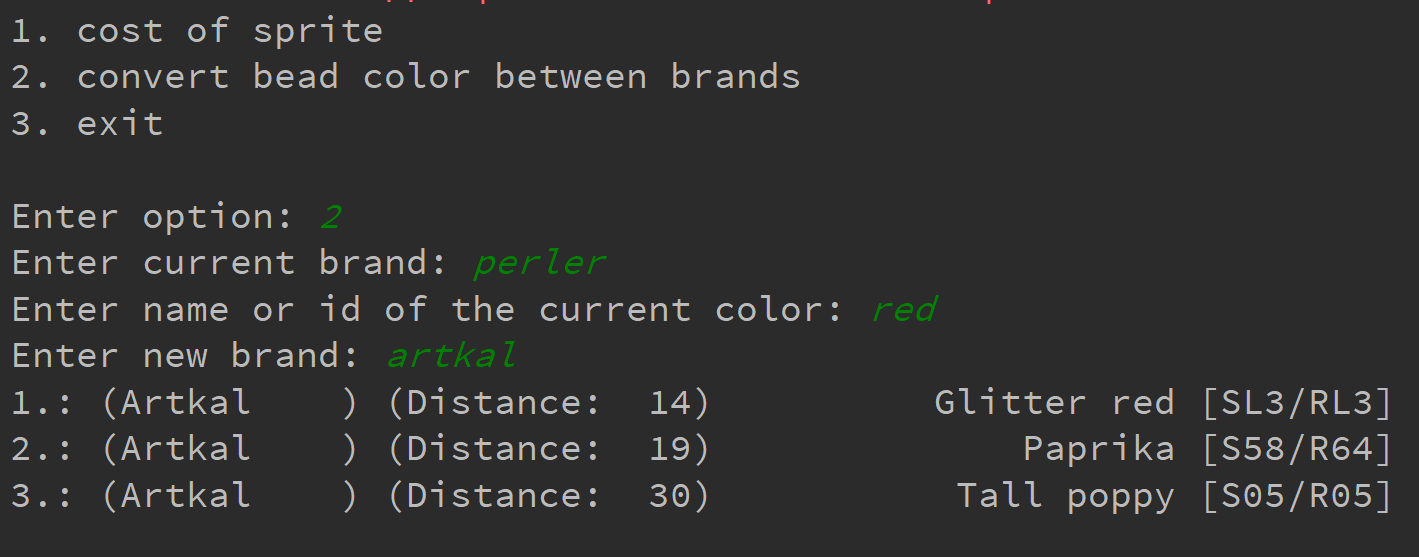 1. cost of sprite
2. convert bead color between brands
3. exit
Enter option: 2
Enter current brand: perler
Enter name or id of the current color: red
Enter new brand: artkal
1.: (Artkal    ) (Distance:  14)          Glitter red [SL3/RL3]
2.: (Artkal    ) (Distance:  19)              Paprika [S58/R64]
3.: (Artkal    ) (Distance:  30)           Tall poppy [S05/R05]